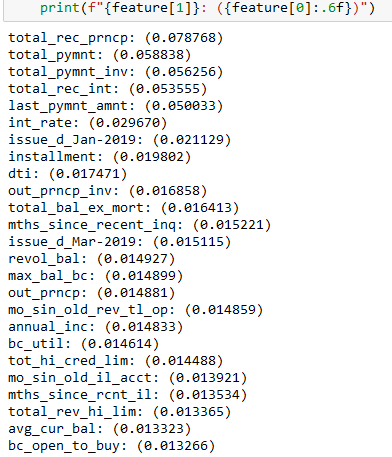 print(f"{feature[1]}: ({feature[0]:.6f})")
total_rec_prncp: (0.078768)
total_pymnt: (0.058838)
total_pymnt_inv: (0.056256)
total_rec_int: (0.053555)
last_pymnt_amnt: (0.050033)
int_rate: (0.029670)
issue_d_Jan-2019: (0.021129)
installment: (0.019802)
dti: (0.017471)
out_prncp_inv: (0.016858)
total_bal_ex_mort: (0.016413)
mths_since_recent_inq: (0.015221)
issue_d_Mar-2019: (0.015115)
revol_bal: (0.014927)
max_bal_bc: (0.014899)
out_prncp: (0.014881)
mo_sin_old_rev_tl_op: (0.014859)
annual_inc: (0.014833)
bc_util: (0.014614)
tot_hi_cred_lim: (0.014488)
mo_sin_old_il_acct: (0.013921)
mths_since_rcnt_il: (0.013534)
total_rev_hi_lim: (0.013365)
avg_cur_bal: (0.013323)
bc_open_to_buy: (0.013266)